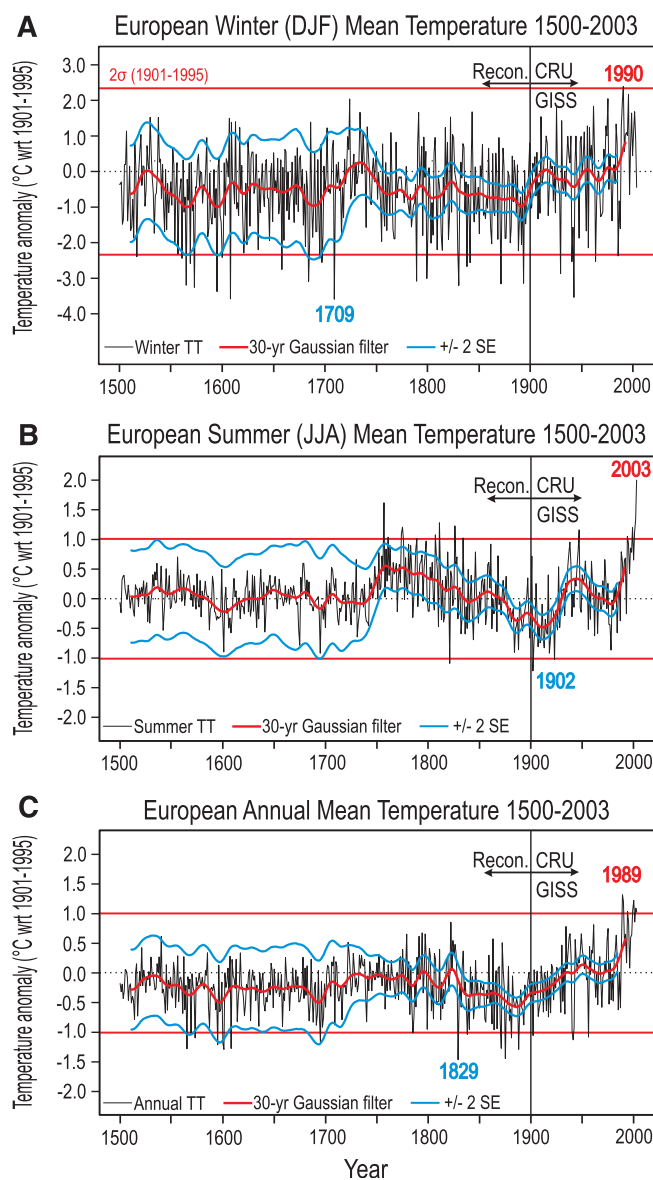 A
European Winter (DJF) Mean Temperature 1500-2003
Temperature anomaly (°C wrt 1901-1995)
3.0
2.0
1.0
0.0
-1.0
-2.0
-3.0
-4.0
2σ (1901-1995)
Recon. CRU
GISS
1990
1709
Winter TT 30-yr Gaussian filter +/- 2 SE
1500 1600 1700 1800 1900 2000
B
European Summer (JJA) Mean Temperature 1500-2003
Temperature anomaly (°C wrt 1901-1995)
2.0
1.5
1.0
0.5
0.0
-0.5
-1.0
-1.5
-2.0
2003
Recon. CRU
GISS
1902
Summer TT 30-yr Gaussian filter +/- 2 SE
1500 1600 1700 1800 1900 2000
C
European Annual Mean Temperature 1500-2003
Temperature anomaly (°C wrt 1901-1995)
2.0
1.5
1.0
0.5
0.0
-0.5
-1.0
-1.5
-2.0
Recon. CRU
GISS
1989
1829
Annual TT 30-yr Gaussian filter +/- 2 SE
1500 1600 1700 1800 1900 2000
Year